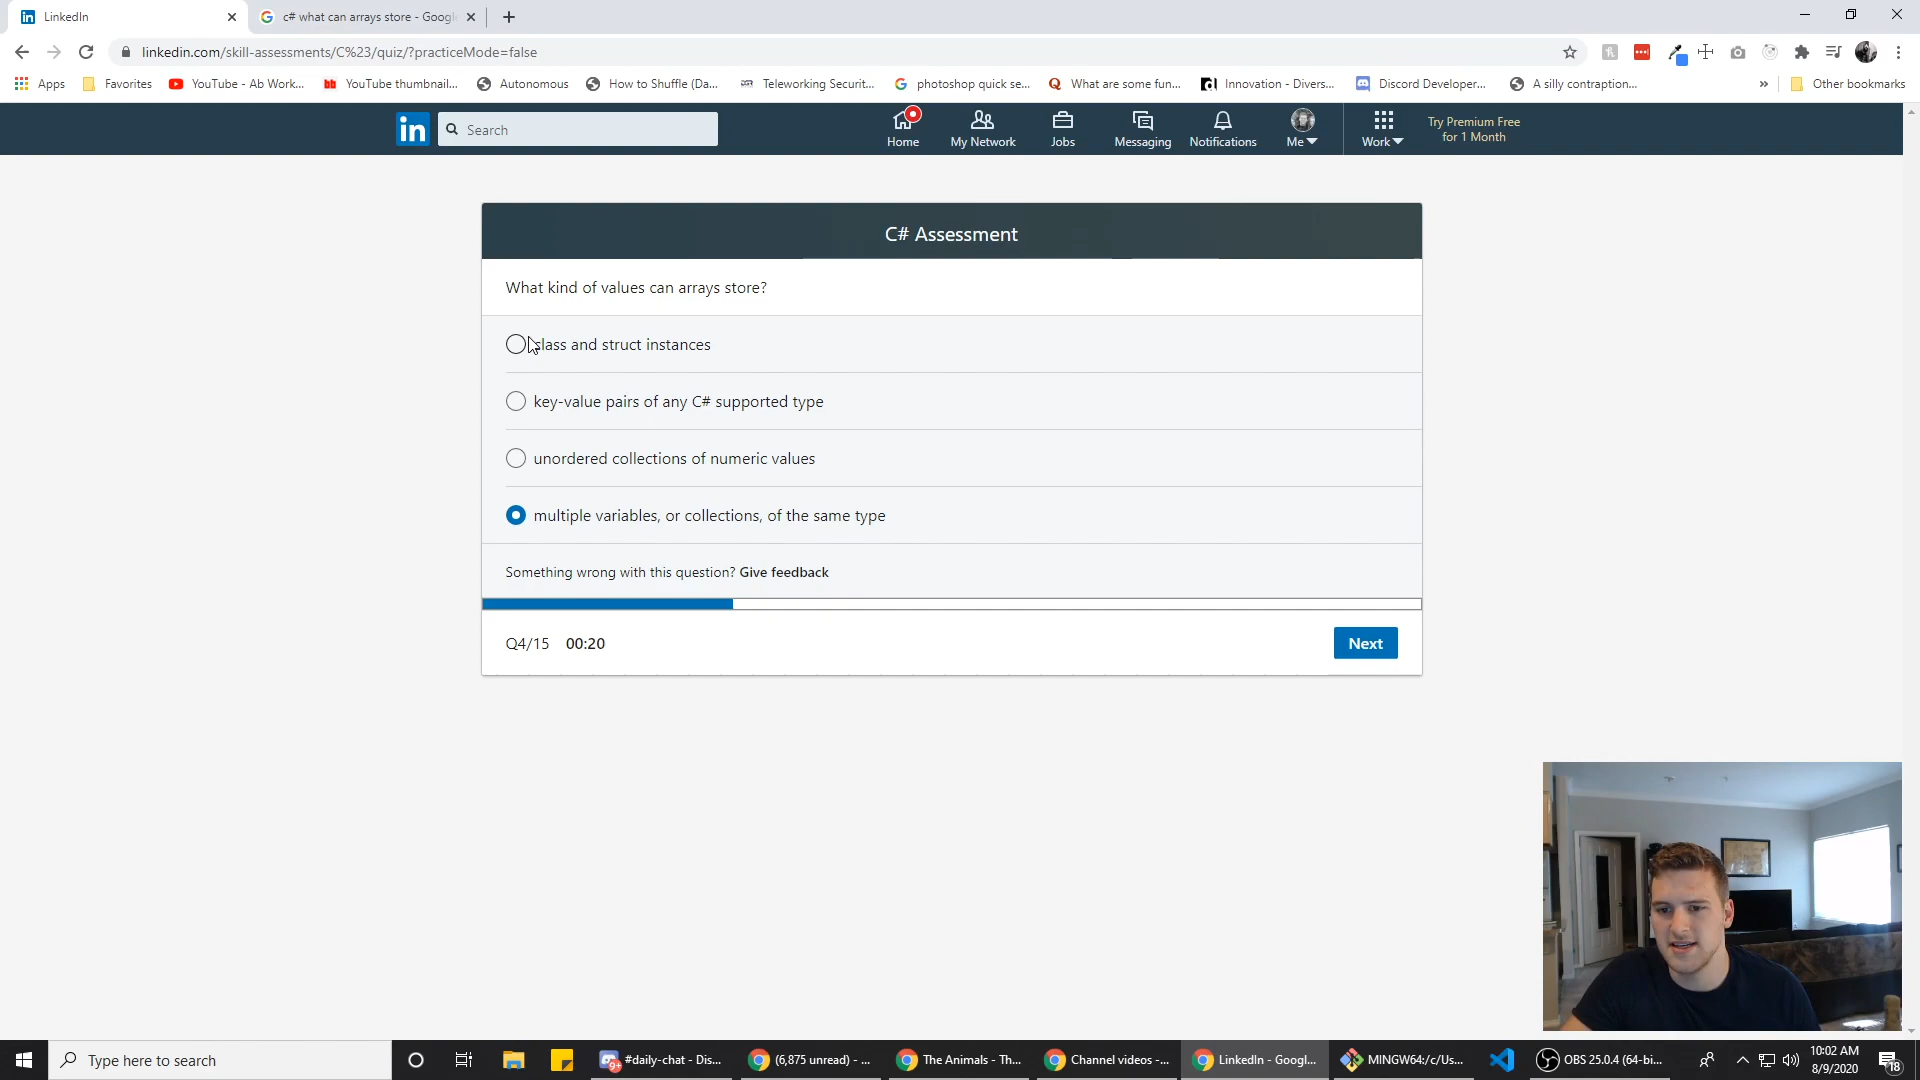 LinkedIn
c# what can arrays store - Googl
linkedin.com/skill-assessments/C%23/quiz/?practiceMode=false
Apps
Favorites
YouTube - Ab Work...
YouTube thumbnail...
Autonomous
How to Shuffle (Da...
Teleworking Securit...
photoshop quick se...
What are some fun...
Innovation - Divers...
Discord Developer...
A silly contraption...
»
Other bookmarks
in
Search
Home
My Network
Jobs
Messaging
Notifications
Me
Work
Try Premium Free
for 1 Month
C# Assessment
What kind of values can arrays store?
class and struct instances
key-value pairs of any C# supported type
unordered collections of numeric values
multiple variables, or collections, of the same type
Something wrong with this question? Give feedback
Q4/15 00:20
Next
Type here to search
#daily-chat - Dis...
(6,875 unread) - ...
The Animals - Th...
Channel videos -...
LinkedIn - Googl...
MINGW64:/c/Us...
OBS 25.0.4 (64-bi...
10:02 AM
8/9/2020
18